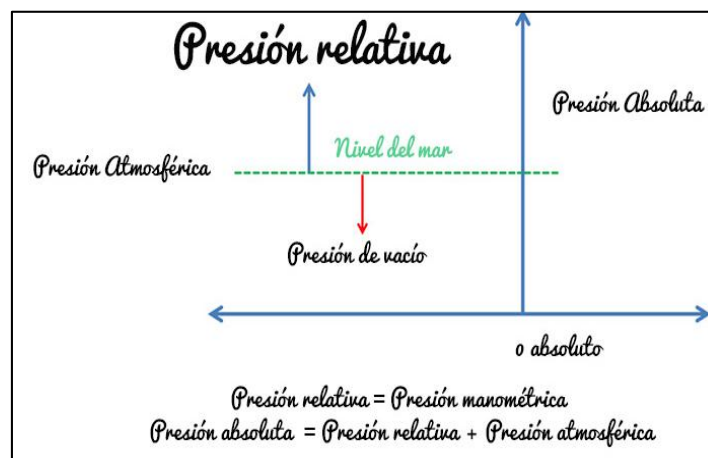 Presión relativa
Presión Absoluta
Nivel del mar
Presión Atmosférica
Presión de vacío
0 absoluto
Presión relativa = Presión manométrica
Presión absoluta = Presión relativa + Presión atmosférica